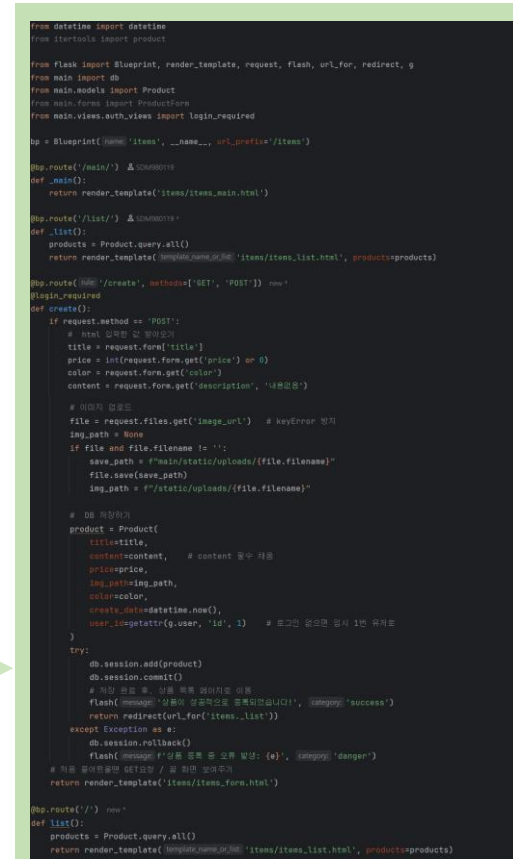 from datetime import datetime
from itertools import product
from flask import Blueprint, render_template, request, flash, url_for, redirect, g
from main import db
from main.models import Product
from main.forms import ProductForm
from main.views.auth_views import login_required
bp = Blueprint( name: 'items', __name__, url_prefix='/items')
@bp.route('/main/') SDM980119
def _main():
return render_template('items/items_main.html')
@bp.route('/list/') SDM980119 *
def _list():
products = Product.query.all()
return render_template( template_name_or_list: 'items/items_list.html', products=products)
@bp.route( rule: '/create', methods=['GET', 'POST']) new *
@login_required
def create():
if request.method == 'POST':
# html 입력한 값 받아오기
title = request.form['title']
price = int(request.form.get('price') or 0)
color = request.form.get('color')
content = request.form.get('description', '내용없음')
# 이미지 업로드
file = request.files.get('image_url') # keyError 방지
img_path = None
if file and file.filename != '':
save_path = f"main/static/uploads/{file.filename}"
file.save(save_path)
img_path = f"/static/uploads/{file.filename}"
# DB 저장하기
product = Product(
title=title,
content=content, # content 필수 채움
price=price,
img_path=img_path,
color=color,
create_date=datetime.now(),
user_id=getattr(g.user, 'id', 1) # 로그인 없으면 임시 1번 유저로
)
try:
db.session.add(product)
db.session.commit()
# 저장 완료 후, 상품 목록 페이지로 이동
flash( message: '상품이 성공적으로 등록되었습니다!', category: 'success')
return redirect(url_for('items._list'))
except Exception as e:
db.session.rollback()
flash( message: f'상품 등록 중 오류 발생: {e}', category: 'danger')
# 처음 들어왔을땐 GET요청 / 폼 화면 보여주기
return render_template('items/items_form.html')
@bp.route('/') new *
def list():
products = Product.query.all()
return render_template( template_name_or_list: 'items/items_list.html', products=products)